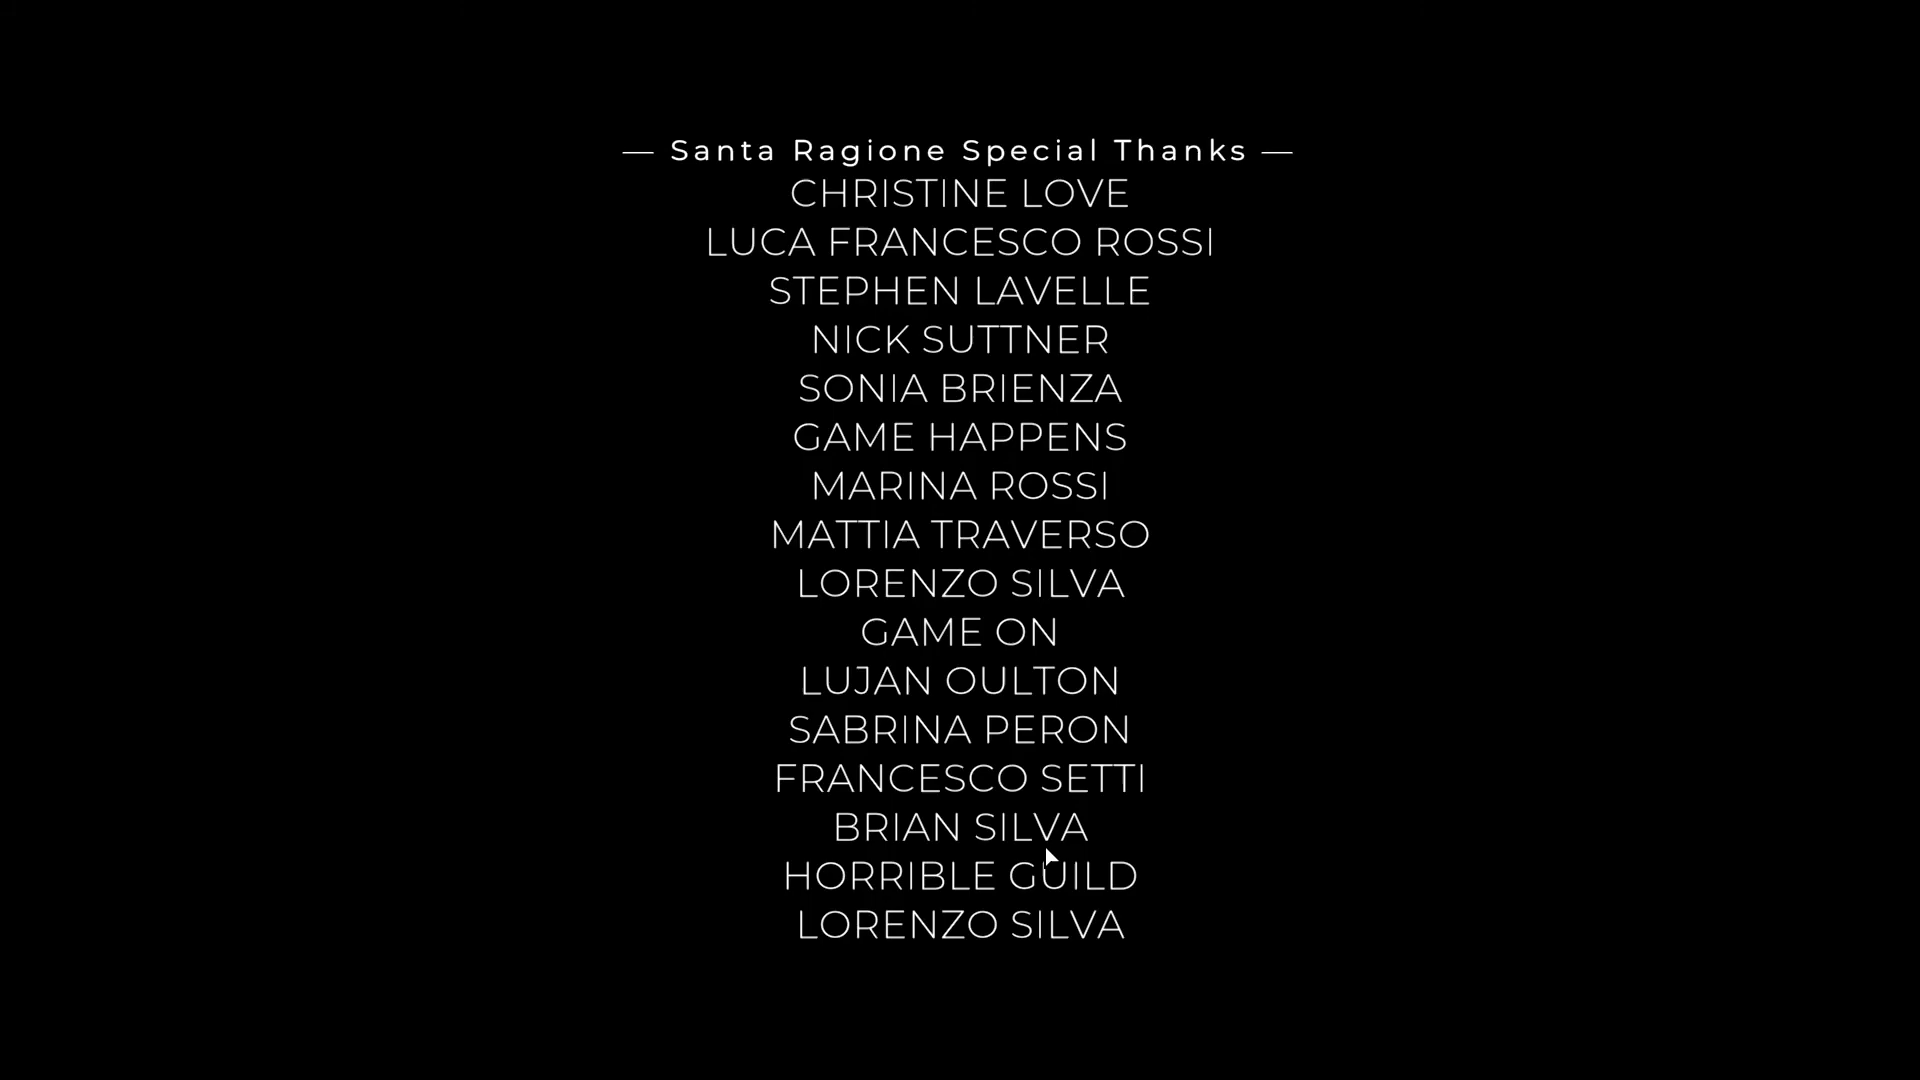 — Santa Ragione Special Thanks —
CHRISTINE LOVE
LUCA FRANCESCO ROSSI
STEPHEN LAVELLE
NICK SUTTNER
SONIA BRIENZA
GAME HAPPENS
MARINA ROSSI
MATTIA TRAVERSO
LORENZO SILVA
GAME ON
LUJAN OULTON
SABRINA PERON
FRANCESCO SETTI
BRIAN SILVA
HORRIBLE GUILD
LORENZO SILVA